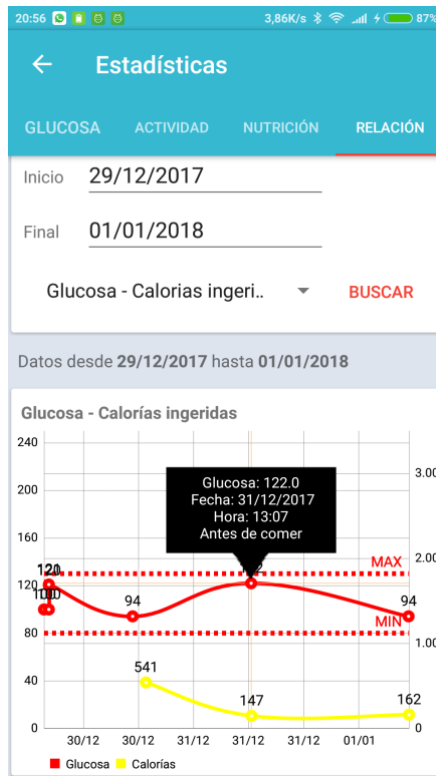 20:56 3,86K/s 87%
Estadísticas
GLUCOSA ACTIVIDAD NUTRICIÓN RELACIÓN
Inicio 29/12/2017
Final 01/01/2018
Glucosa - Calorias ingeri.. BUSCAR
Datos desde 29/12/2017 hasta 01/01/2018
Glucosa - Calorías ingeridas
240
3.00
200
Glucosa: 122.0
Fecha: 31/12/2017
Hora: 13:07
Antes de comer
160
2.00
MAX
120
94
94
MIN
80
1.00
541
40
147
162
0
0
30/12 30/12 31/12 31/12 31/12 01/01
Glucosa Calorías